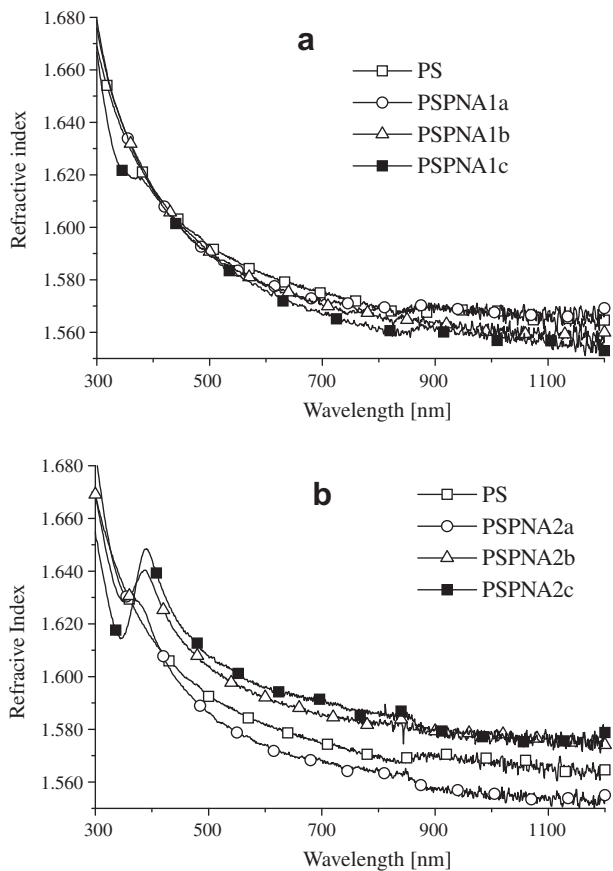 1.680
1.660
1.640
1.620
1.600
1.580
1.560
Refractive index
a
PS
PSPNA1a
PSPNA1b
PSPNA1c
300 500 700 900 1100
Wavelength [nm]
1.680
1.660
1.640
1.620
1.600
1.580
1.560
Refracive Index
b
PS
PSPNA2a
PSPNA2b
PSPNA2c
300 500 700 900 1100
Wavelength [nm]